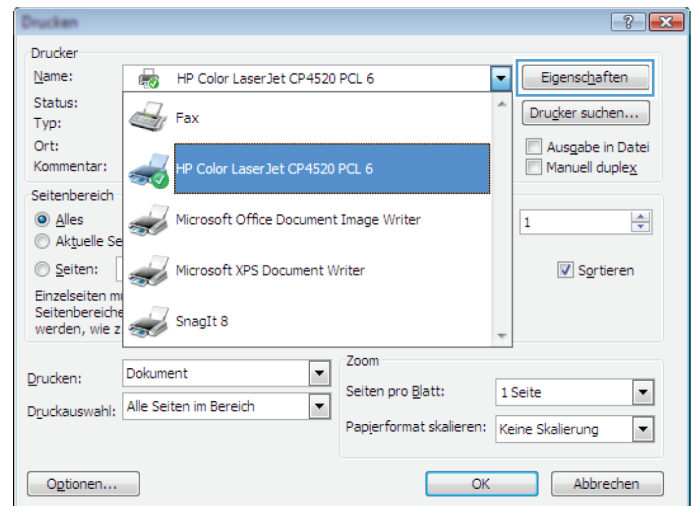 Drucken
Drucker
Name: HP Color LaserJet CP4520 PCL 6 Eigenschaften
Status:
Fax
Drucker suchen...
Typ:
Ort:
Ausgabe in Datei
Kommentar:
HP Color LaserJet CP4520 PCL 6
Manuell duplex
Seitenbereich
Alles
Microsoft Office Document Image Writer
1
Aktuelle Se
Seiten:
Microsoft XPS Document Writer
Sortieren
Einzelseiten m
Seitenbereiche
werden, wie z
SnagIt 8
Drucken: Dokument
Druckauswahl: Alle Seiten im Bereich
Zoom
Seiten pro Blatt: 1 Seite
Papierformat skalieren: Keine Skalierung
Optionen... OK Abbrechen